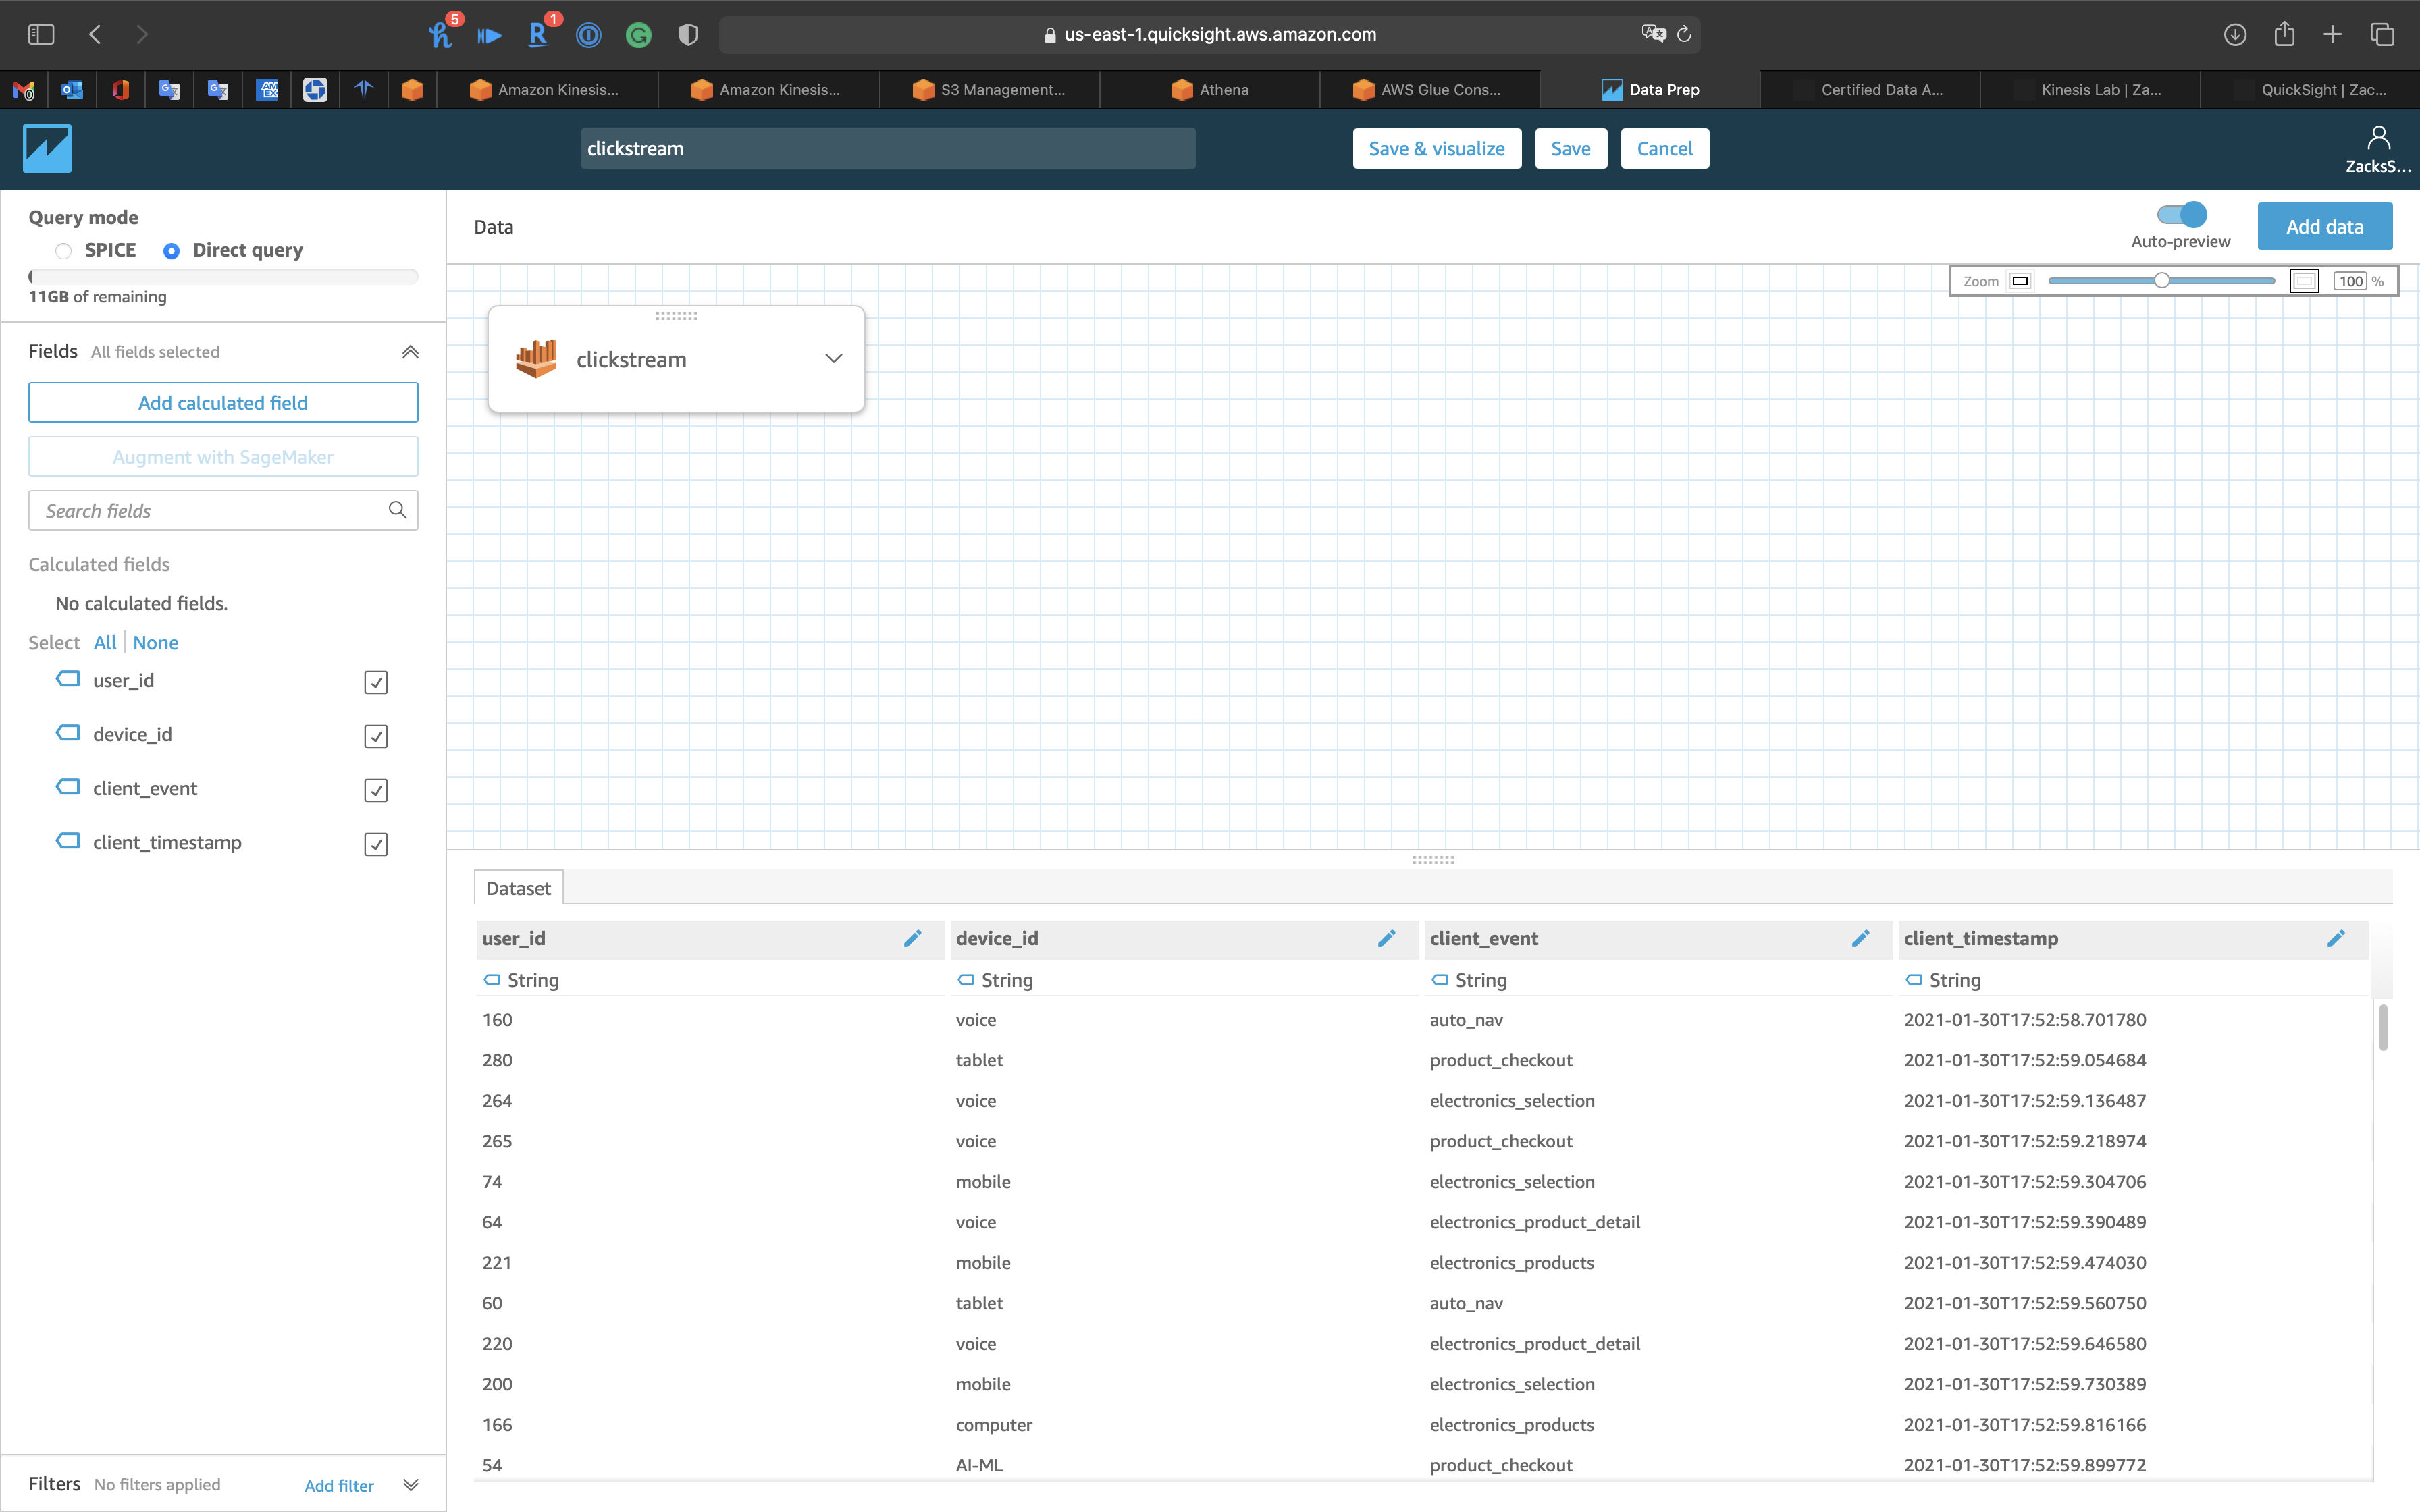 5
1
us-east-1.quicksight.aws.amazon.com
Amazon Kinesis...
Amazon Kinesis...
S3 Management...
Athena
AWS Glue Cons...
Data Prep
Certified Data A...
Kinesis Lab | Za...
QuickSight | Zac...
clickstream
Save & visualize
Save
Cancel
ZacksS...
Query mode
SPICE
Direct query
11GB of remaining
Data
Auto-preview
Add data
Zoom
100 %
Fields All fields selected
clickstream
Add calculated field
Augment with SageMaker
Search fields
Calculated fields
No calculated fields.
Select All | None
user_id
device_id
client_event
client_timestamp
Filters No filters applied Add filter
Dataset
user_id device_id client_event client_timestamp
String String String String
160 voice auto_nav 2021-01-30T17:52:58.701780
280 tablet product_checkout 2021-01-30T17:52:59.054684
264 voice electronics_selection 2021-01-30T17:52:59.136487
265 voice product_checkout 2021-01-30T17:52:59.218974
74 mobile electronics_selection 2021-01-30T17:52:59.304706
64 voice electronics_product_detail 2021-01-30T17:52:59.390489
221 mobile electronics_products 2021-01-30T17:52:59.474030
60 tablet auto_nav 2021-01-30T17:52:59.560750
220 voice electronics_product_detail 2021-01-30T17:52:59.646580
200 mobile electronics_selection 2021-01-30T17:52:59.730389
166 computer electronics_products 2021-01-30T17:52:59.816166
54 AI-ML product_checkout 2021-01-30T17:52:59.899772